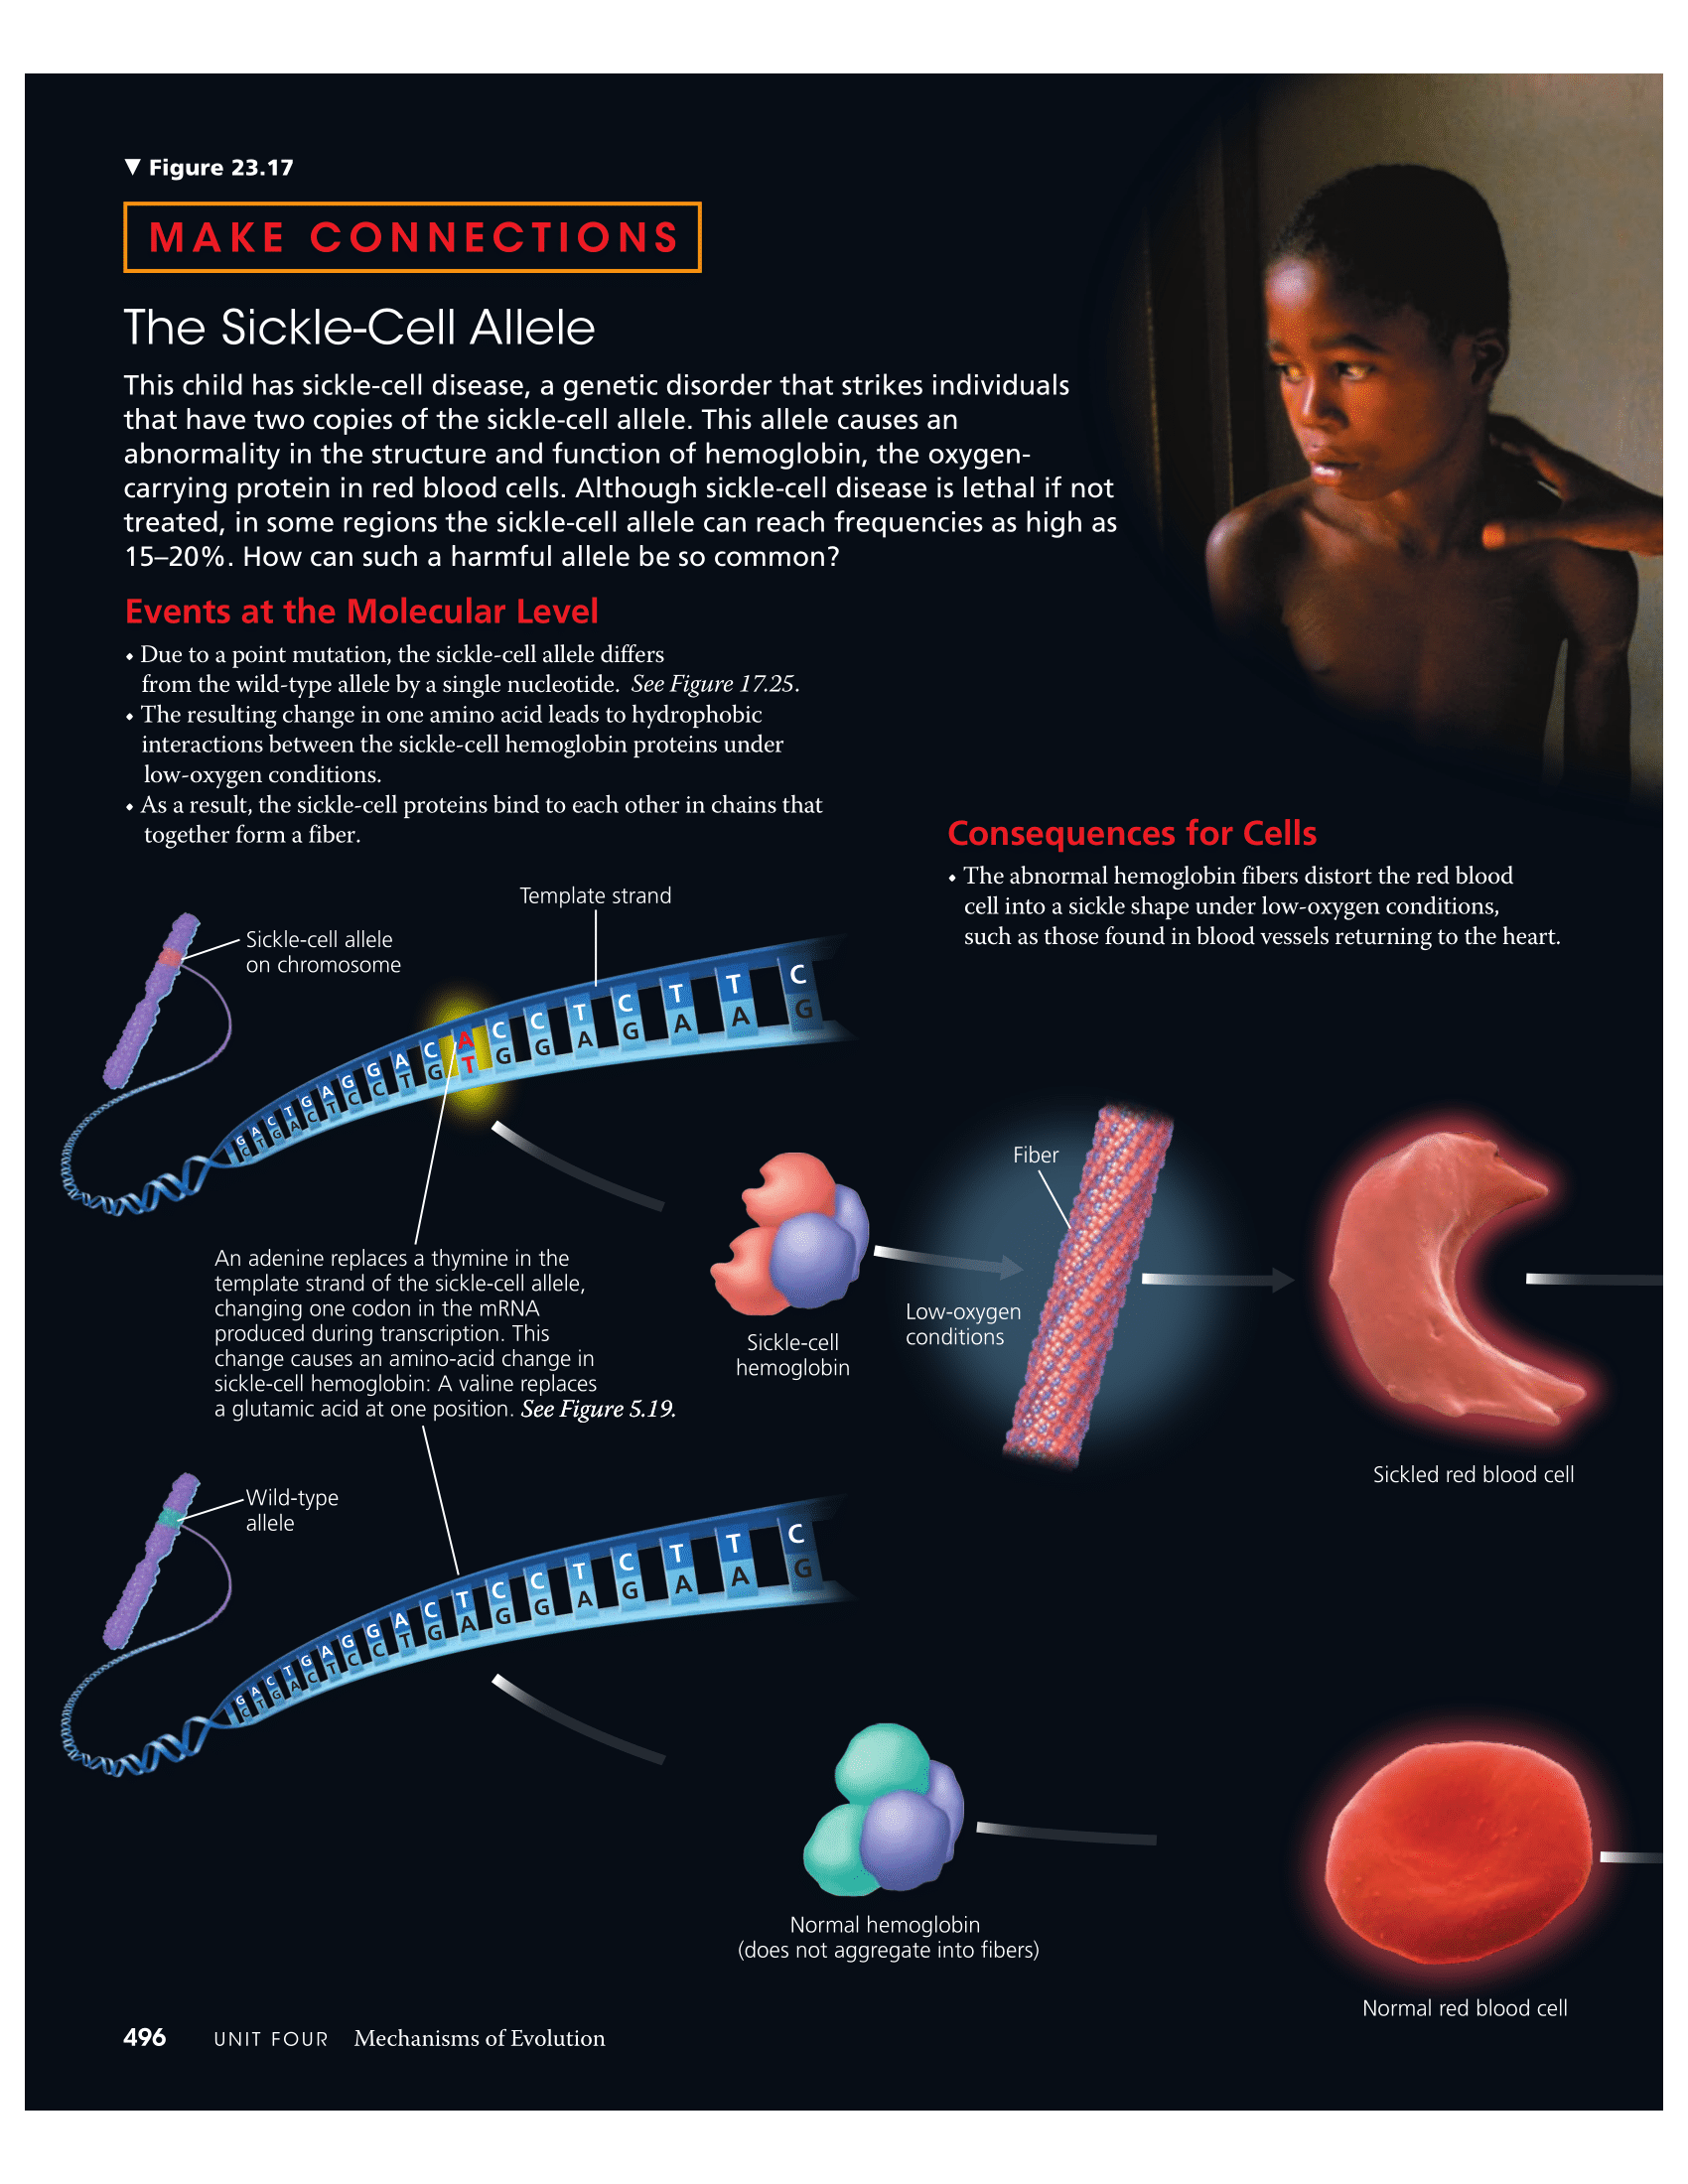 ▼ Figure 23.17
MAKE CONNECTIONS
The Sickle-Cell Allele
This child has sickle-cell disease, a genetic disorder that strikes individuals
that have two copies of the sickle-cell allele. This allele causes an
abnormality in the structure and function of hemoglobin, the oxygen-
carrying protein in red blood cells. Although sickle-cell disease is lethal if not
treated, in some regions the sickle-cell allele can reach frequencies as high as
15–20%. How can such a harmful allele be so common?
Events at the Molecular Level
• Due to a point mutation, the sickle-cell allele differs
from the wild-type allele by a single nucleotide. See Figure 17.25.
• The resulting change in one amino acid leads to hydrophobic
interactions between the sickle-cell hemoglobin proteins under
low-oxygen conditions.
• As a result, the sickle-cell proteins bind to each other in chains that
together form a fiber.
Consequences for Cells
• The abnormal hemoglobin fibers distort the red blood
cell into a sickle shape under low-oxygen conditions,
such as those found in blood vessels returning to the heart.
Template strand
Sickle-cell allele
on chromosome
G A C T G A G G A C A C C T C T T C
C T G A C T C C T G T G G A G A A G
An adenine replaces a thymine in the
template strand of the sickle-cell allele,
changing one codon in the mRNA
produced during transcription. This
change causes an amino-acid change in
sickle-cell hemoglobin: A valine replaces
a glutamic acid at one position. See Figure 5.19.
Sickle-cell
hemoglobin
Fiber
Low-oxygen
conditions
Sickled red blood cell
Wild-type
allele
G A C T G A G G A C T C C T C T T C
C T G A C T C C T G A G G A G A A G
Normal hemoglobin
(does not aggregate into fibers)
Normal red blood cell
496 UNIT FOUR Mechanisms of Evolution